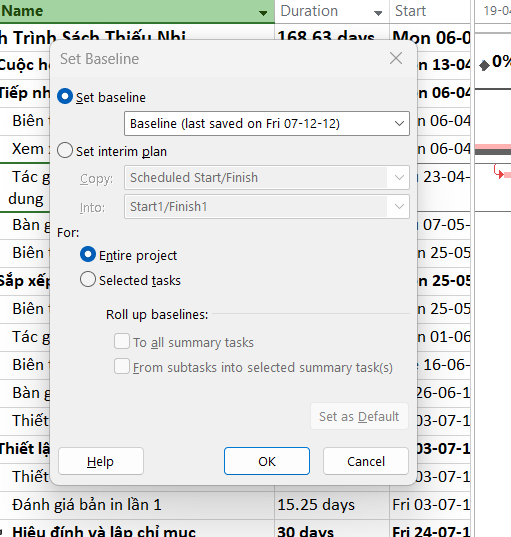 Name Duration Start 19-04
h Trình Sách Thiếu Nhi 168.63 days Mon 06-0
Set Baseline
Cuộc h n 13-04 0%
Tiếp nh n 06-04
Set baseline
Biên t Baseline (last saved on Fri 07-12-12) n 06-04
Xem Set interim plan n 06-04
Tác g Copy: Scheduled Start/Finish u 23-04-
dung Into: Start1/Finish1
Bàn g For: u 07-05-
Biên t Entire project n 25-05
Sắp xếp Selected tasks n 25-05
Biên t Roll up baselines: n 25-05
Tác g To all summary tasks n 01-06
Biên t From subtasks into selected summary task(s) e 16-06-
Bàn g 26-06-1
Thiết Set as Default 03-07-1
Thiết lậ 03-07-1
Thiết Help OK Cancel 03-07-1
Đánh giá bản in lần 1 15.25 days Fri 03-07-1
Hiệu đính và lập chỉ mục 30 days Fri 24-07-1